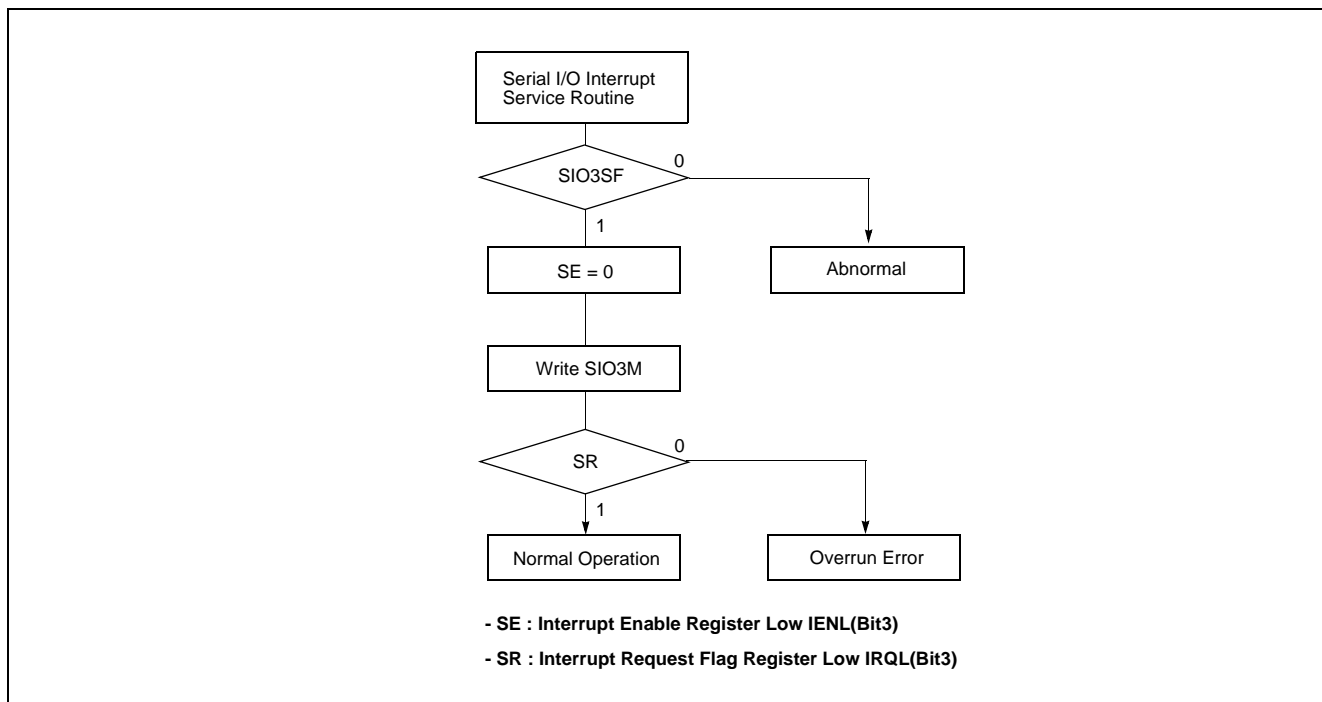 Serial I/O Interrupt
Service Routine
0
SIO3SF
1
SE = 0
Abnormal
Write SIO3M
0
SR
1
Normal Operation
Overrun Error
- SE : Interrupt Enable Register Low IENL(Bit3)
- SR : Interrupt Request Flag Register Low IRQL(Bit3)